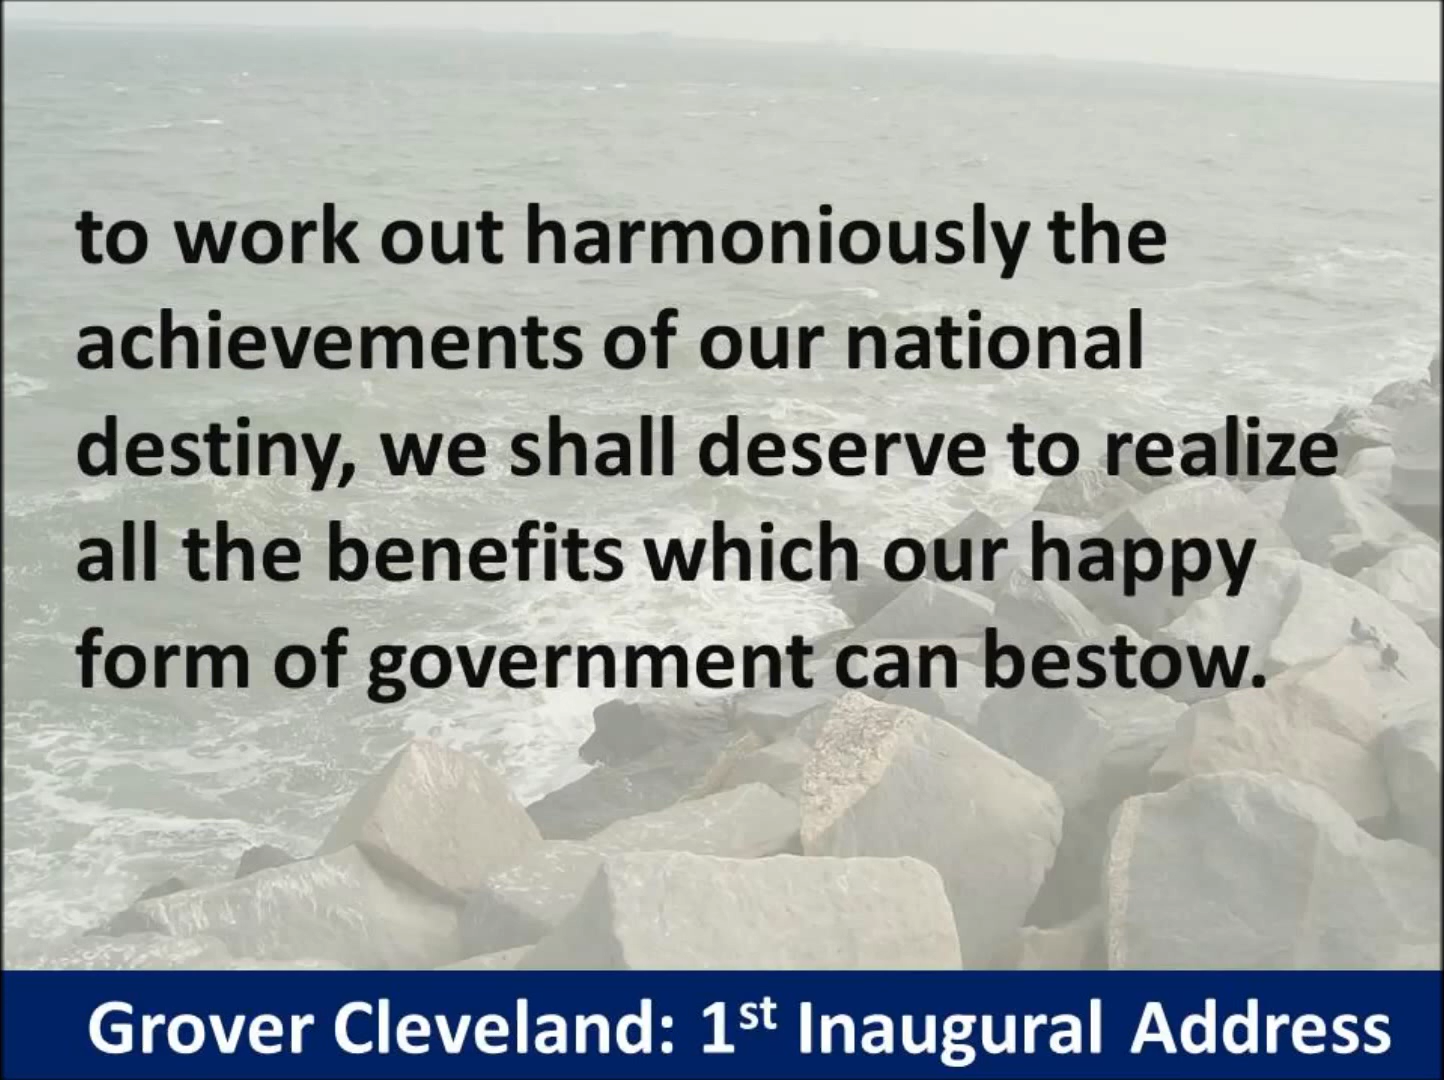 to work out harmoniously the
achievements of our national
destiny, we shall deserve to realize
all the benefits which our happy
form of government can bestow.
Grover Cleveland: 1st Inaugural Address